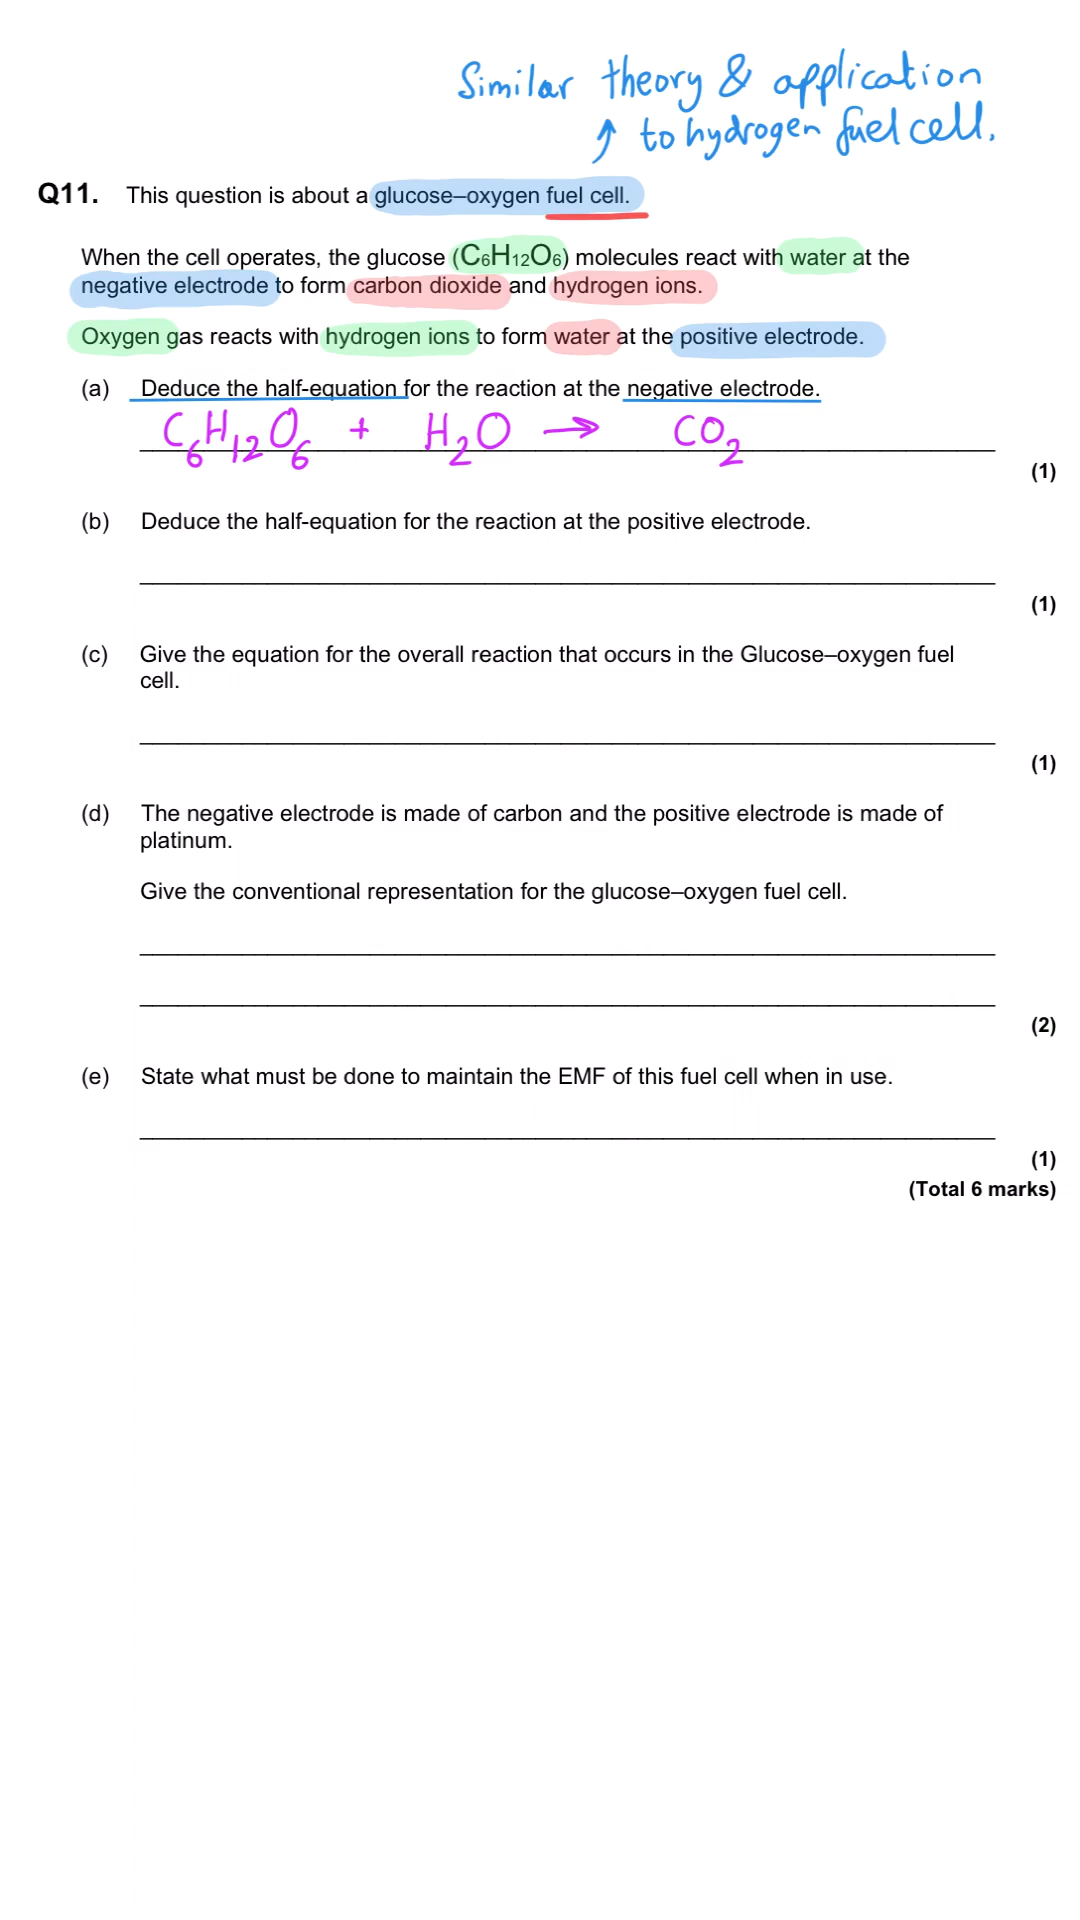 Similar theory & application
↑ to hydrogen fuel cell.
Q11. This question is about a glucose–oxygen fuel cell.
When the cell operates, the glucose (C6H12O6) molecules react with water at the
negative electrode to form carbon dioxide and hydrogen ions.
Oxygen gas reacts with hydrogen ions to form water at the positive electrode.
(a) Deduce the half-equation for the reaction at the negative electrode.
C6H12O6 + H2O → CO2
(1)
(b) Deduce the half-equation for the reaction at the positive electrode.
(1)
(c) Give the equation for the overall reaction that occurs in the Glucose–oxygen fuel
cell.
(1)
(d) The negative electrode is made of carbon and the positive electrode is made of
platinum.
Give the conventional representation for the glucose–oxygen fuel cell.
(2)
(e) State what must be done to maintain the EMF of this fuel cell when in use.
(1)
(Total 6 marks)